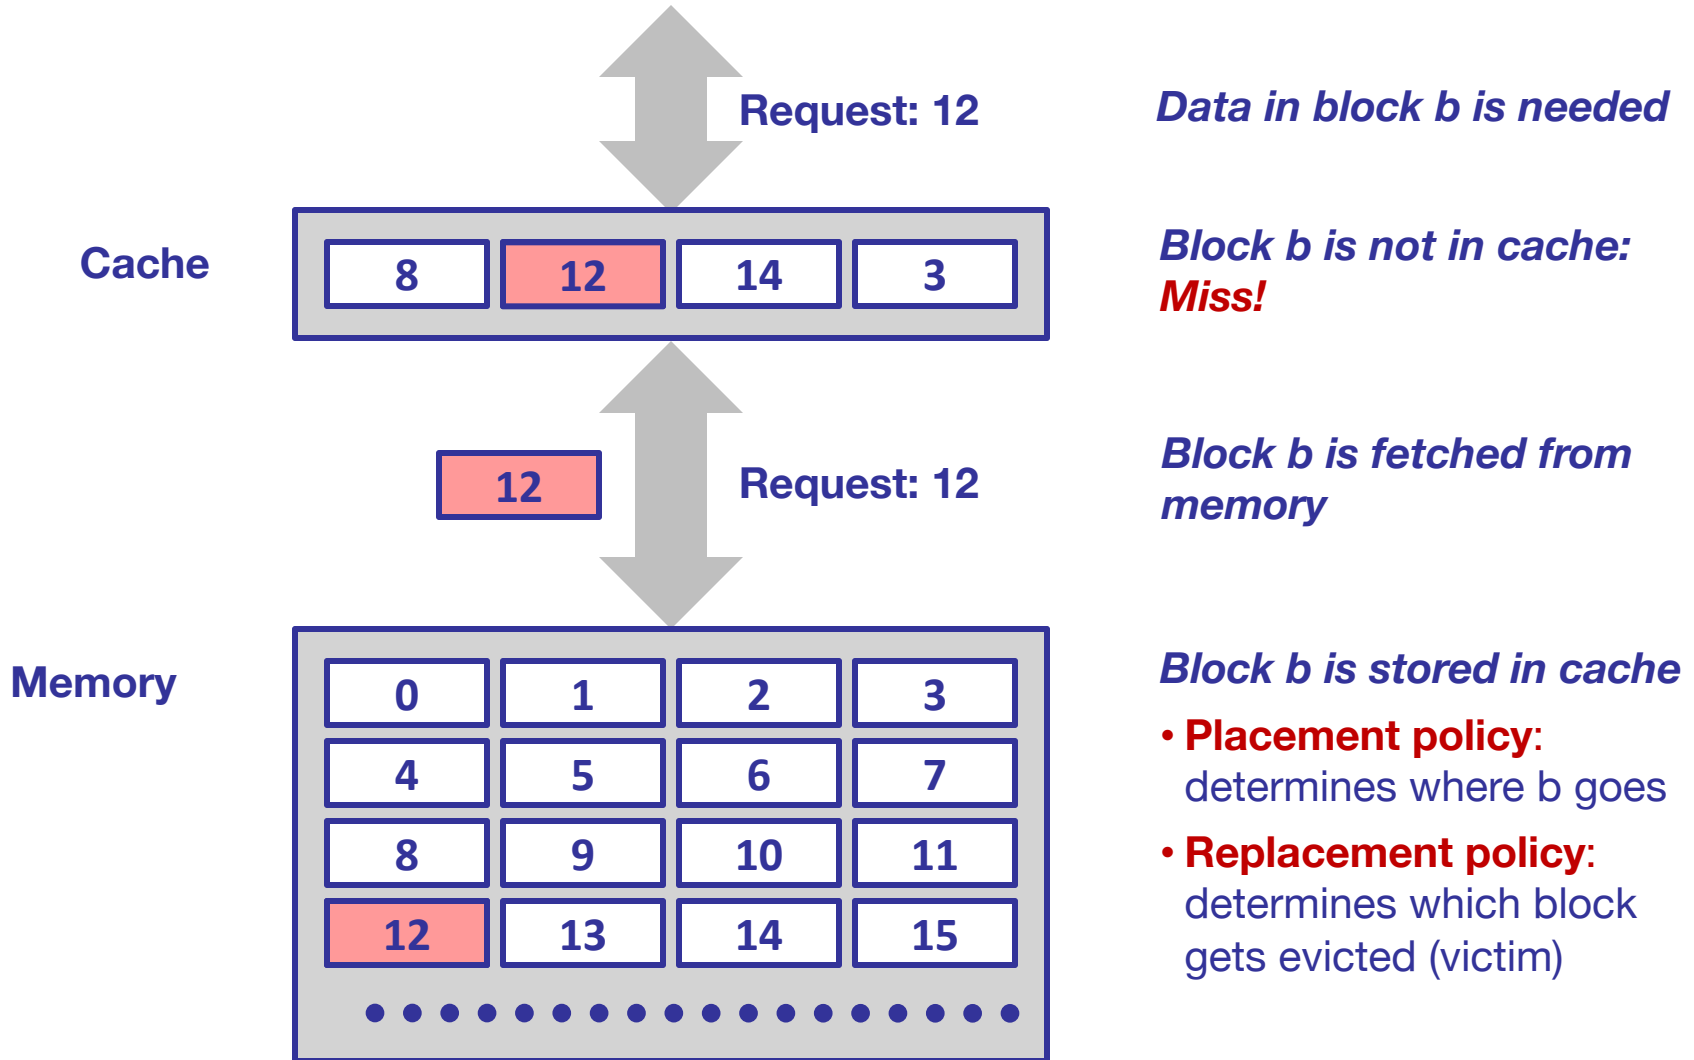 Request: 12
Data in block b is needed
Cache
8 12 14 3
Block b is not in cache:
Miss!
12
Request: 12
Block b is fetched from
memory
Memory
0 1 2 3
4 5 6 7
8 9 10 11
12 13 14 15
Block b is stored in cache
• Placement policy:
determines where b goes
• Replacement policy:
determines which block
gets evicted (victim)